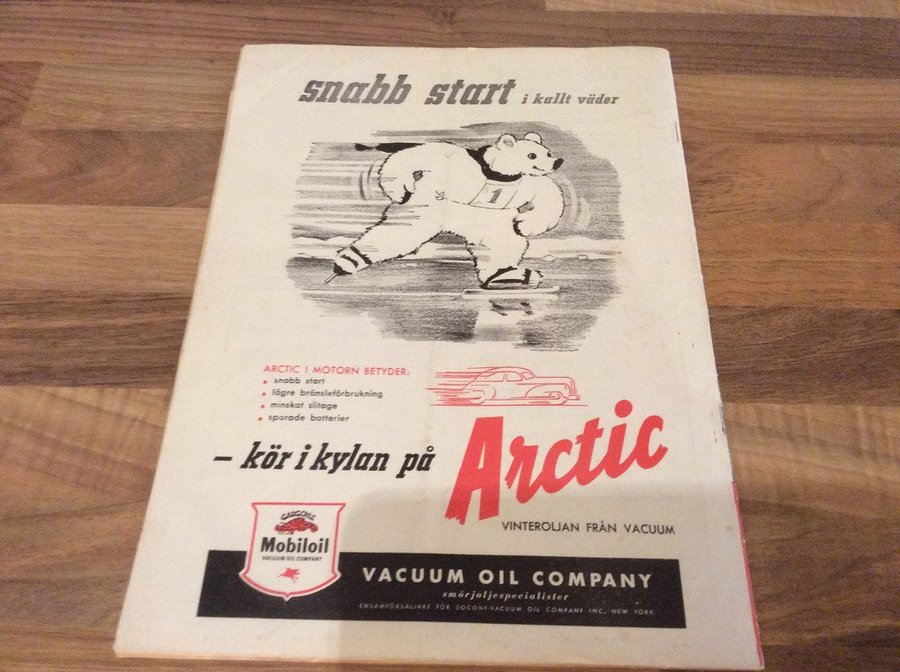 snabb start i kallt väder
1
ARCTIC I MOTORN BETYDER:
• snabb start
• lägre bränsleförbrukning
• minskat slitage
• sparade batterier
– kör i kylan på Arctic
VINTEROLJAN FRÅN VACUUM
GARGOYLE
Mobiloil
VACUUM OIL COMPANY
VACUUM OIL COMPANY
smörjoljespecialister
ENSAMFÖRSÄLJARE FÖR SOCONY-VACUUM OIL COMPANY INC, NEW YORK